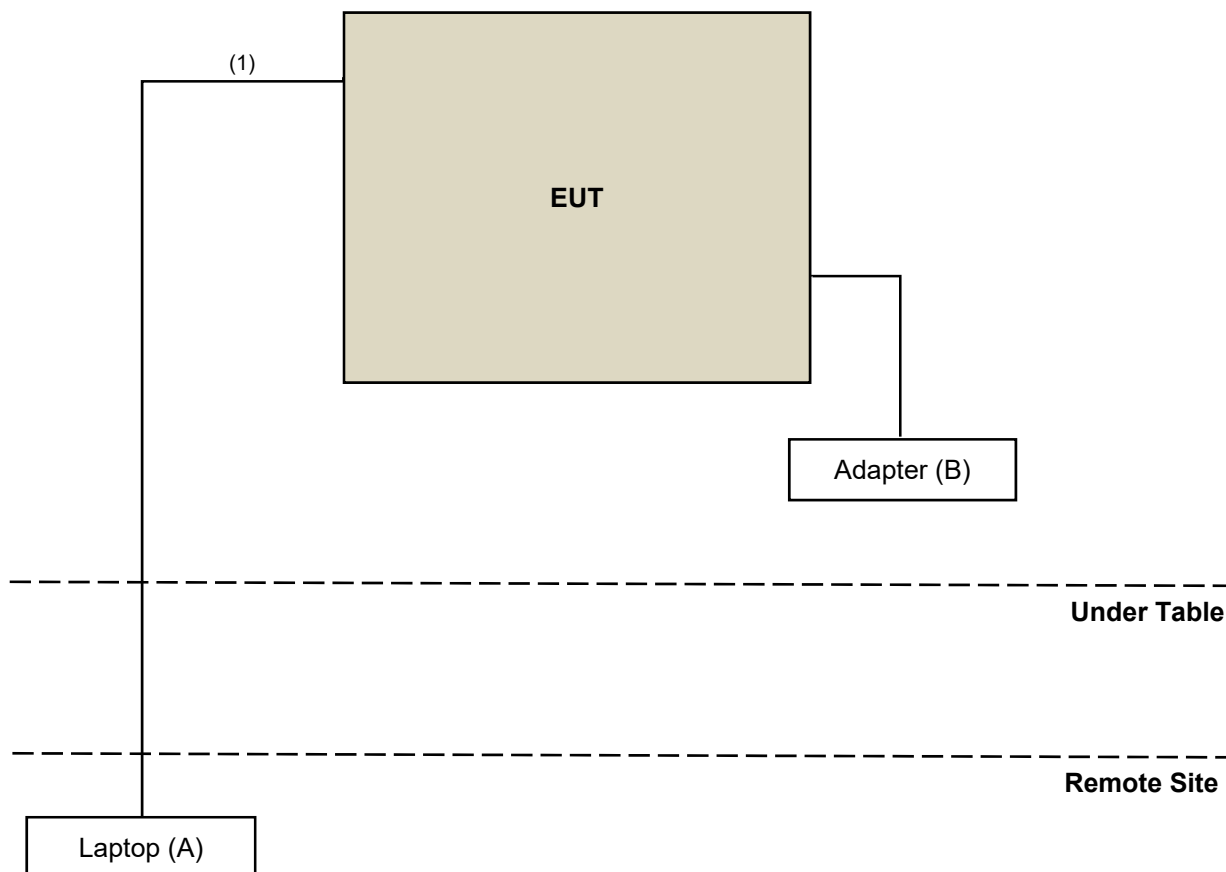 (1)
EUT
Adapter (B)
Under Table
Remote Site
Laptop (A)